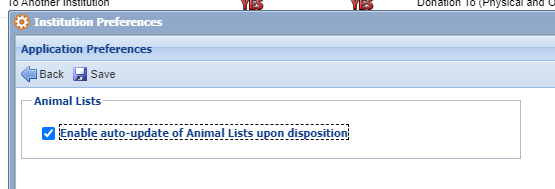 To Another Institution YES YES Donation To (Physical and O
Institution Preferences
Application Preferences
Back Save
Animal Lists
Enable auto-update of Animal Lists upon disposition